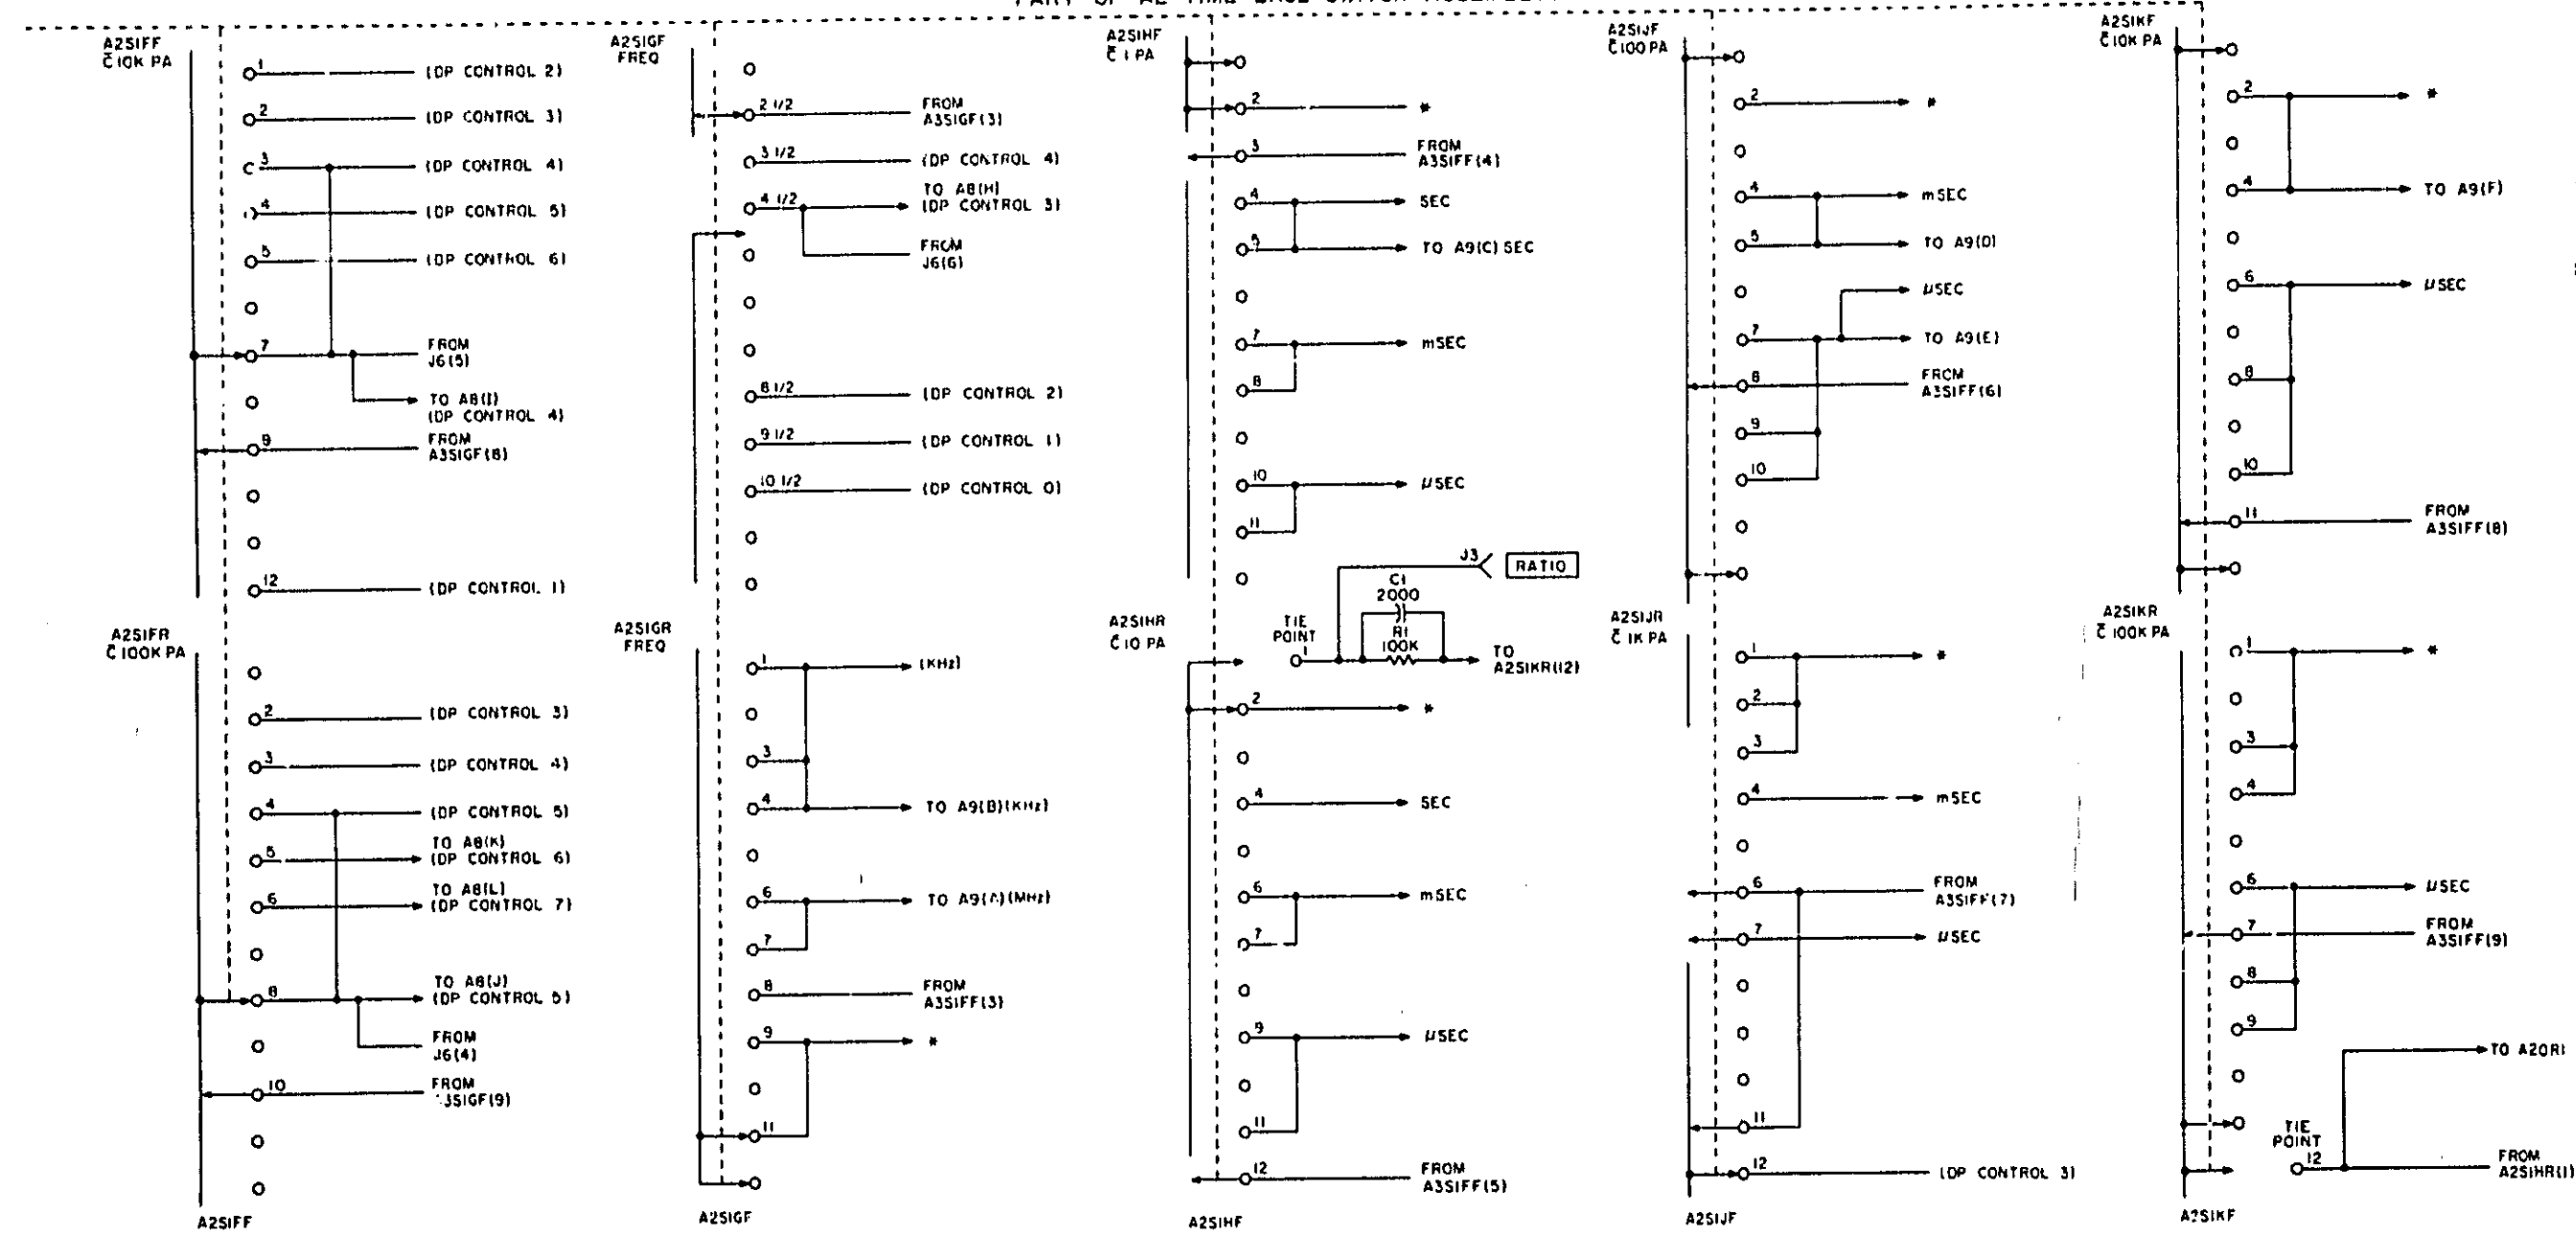 A2S1FF
C̄ 10K PA
1 (DP CONTROL 2)
2 (DP CONTROL 3)
3 (DP CONTROL 4)
4 (DP CONTROL 5)
5 (DP CONTROL 6)
7 FROM
J6(5)
TO A8(I)
(DP CONTROL 4)
9 FROM
A3S1GF(8)
12 (DP CONTROL 1)
A2S1FR
C̄ 100K PA
2 (DP CONTROL 3)
3 (DP CONTROL 4)
4 (DP CONTROL 5)
5 TO A8(K)
(DP CONTROL 6)
6 TO A8(L)
(DP CONTROL 7)
8 TO A8(J)
(DP CONTROL 5)
FROM
J6(4)
10 FROM
A3S1GF(9)
A2S1FF
A2S1GF
FREQ
2 1/2 FROM
A3S1GF(3)
3 1/2 (DP CONTROL 4)
4 1/2 TO A8(H)
(DP CONTROL 3)
FROM
J6(6)
8 1/2 (DP CONTROL 2)
9 1/2 (DP CONTROL 1)
10 1/2 (DP CONTROL 0)
A2S1GR
FREQ
1 (KHz)
3
4 TO A9(B)(KHz)
6 TO A9(A)(MHz)
7
8 FROM
A3S1FF(3)
9 *
11
A2S1GF
A2S1HF
C̄ 1 PA
2 *
3 FROM
A3S1FF(4)
4 SEC
5 TO A9(C) SEC
7 mSEC
8
10 µSEC
11
J3 RATIO
C1
2000
R1
100K
TIE
POINT
1
TO
A2S1KR(12)
A2S1HR
C̄ 10 PA
2 *
4 SEC
6 mSEC
7
9 µSEC
11
12 FROM
A3S1FF(5)
A2S1HF
A2S1JF
C̄ 100 PA
2 *
4 mSEC
5 TO A9(D)
µSEC
7 TO A9(E)
8 FROM
A3S1FF(6)
9
10
A2S1JR
C̄ 1K PA
1 *
2
3
4 mSEC
6 FROM
A3S1FF(7)
7 µSEC
11
12 (DP CONTROL 3)
A2S1JF
A2S1KF
C̄ 10K PA
2 *
4 TO A9(F)
6 µSEC
8
10
11 FROM
A3S1FF(8)
A2S1KR
C̄ 100K PA
1 *
3
4
6 µSEC
7 FROM
A3S1FF(9)
8
9
TO A20R1
TIE
POINT
12
FROM
A2S1HR(1)
A2S1KF